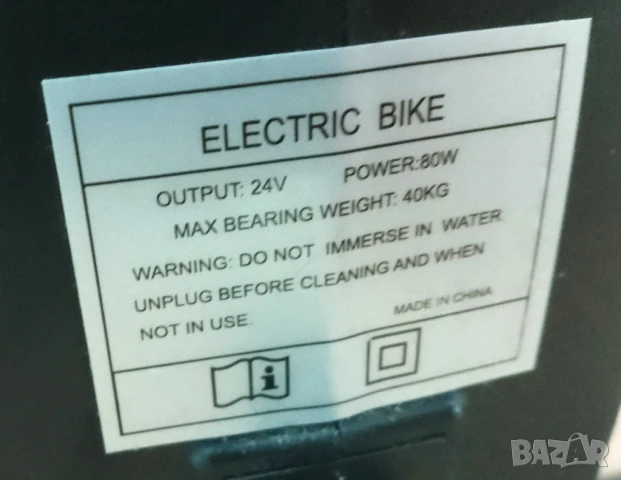 ELECTRIC BIKE
OUTPUT: 24V POWER:80W
MAX BEARING WEIGHT: 40KG
WARNING: DO NOT IMMERSE IN WATER
UNPLUG BEFORE CLEANING AND WHEN
NOT IN USE.
MADE IN CHINA
i
BAZAR